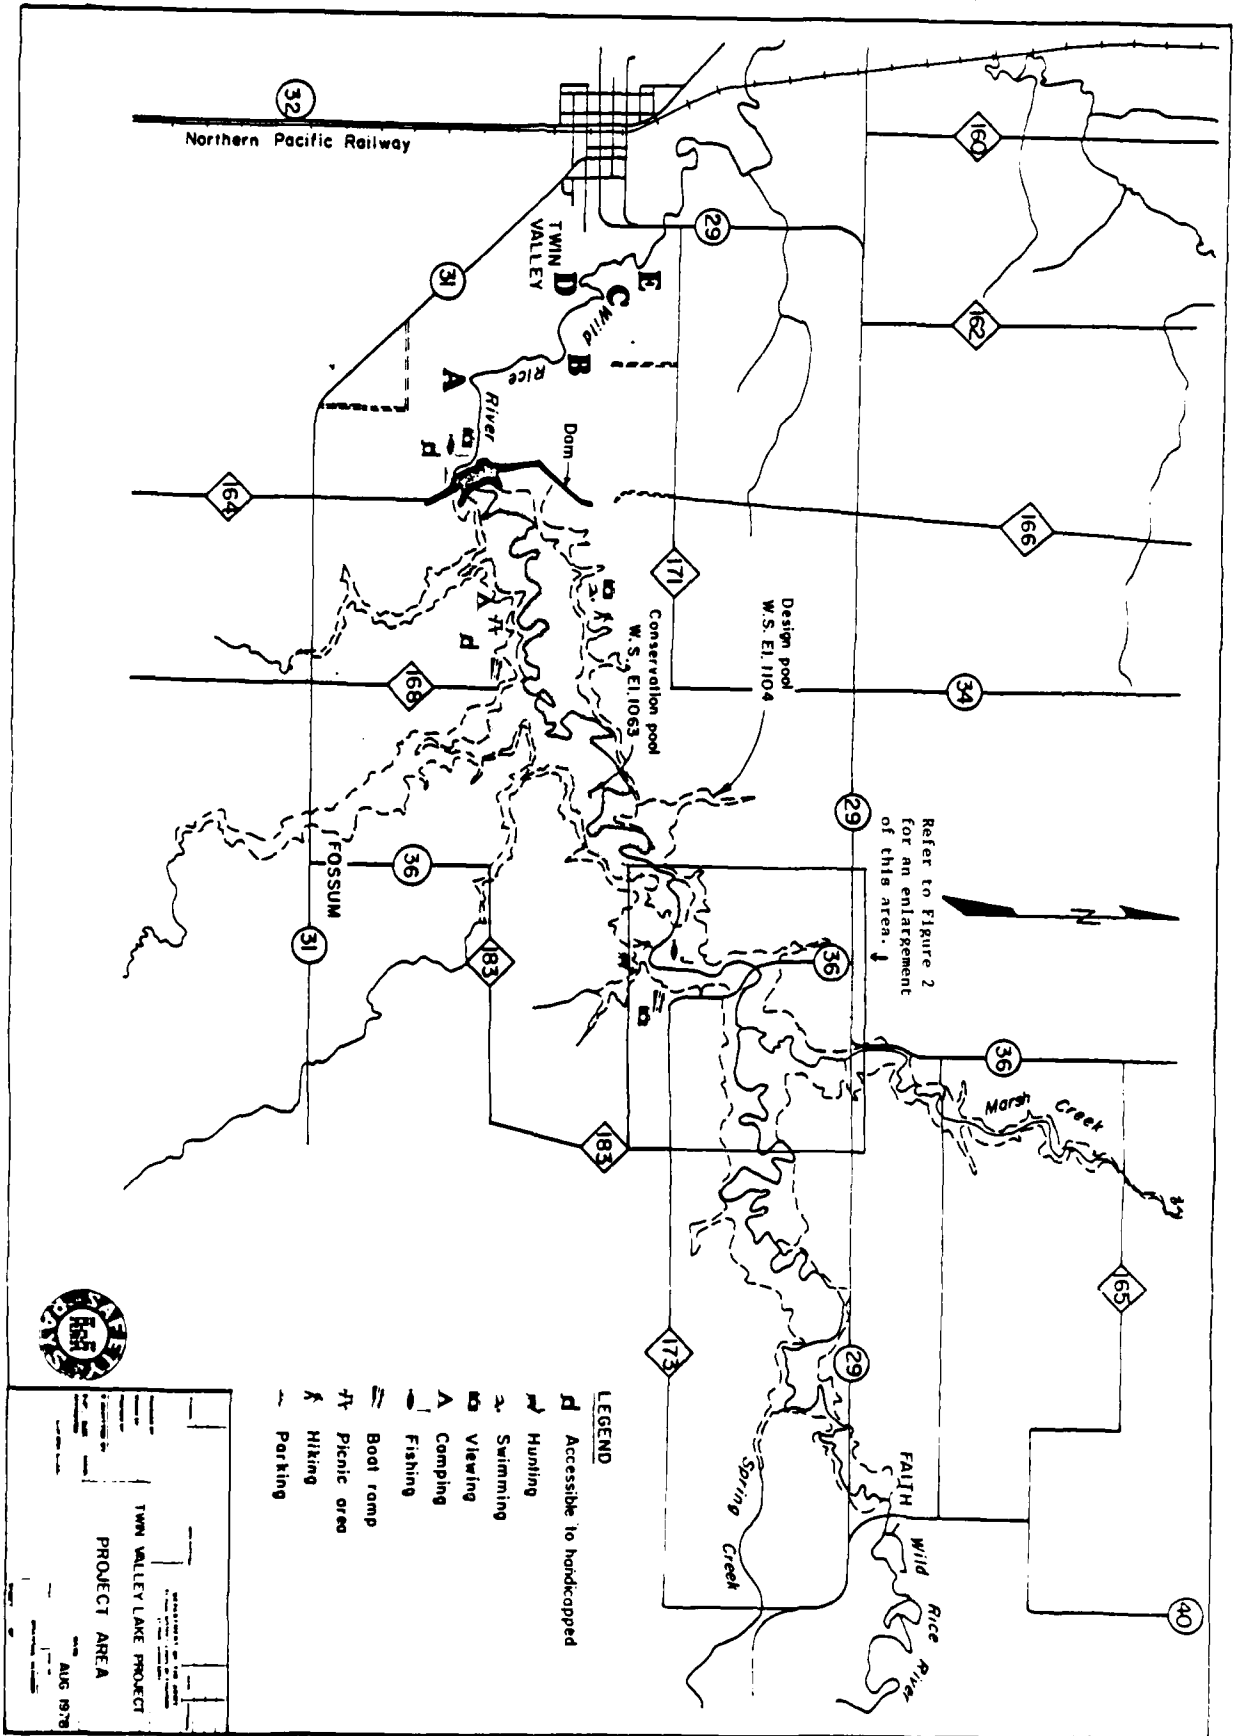 32
Northern Pacific Railway
160
29
TWIN
VALLEY
31
D
E
C
Wild
162
B
Rice
A
River
Dam
164
166
171
Design pool
W.S. El. 1104
Conservation pool
W.S. El. 1063
168
34
29
Refer to Figure 2
for an enlargement
of this area.
N
FOSSUM
36
31
183
36
36
Marsh Creek
183
165
173
29
FAITH
Wild Rice River
Spring Creek
40
LEGEND
Accessible to handicapped
Hunting
Swimming
Viewing
Camping
Fishing
Boat ramp
Picnic area
Hiking
Parking
SAFETY
PAYS
TWIN VALLEY LAKE PROJECT
PROJECT AREA
AUG 1978